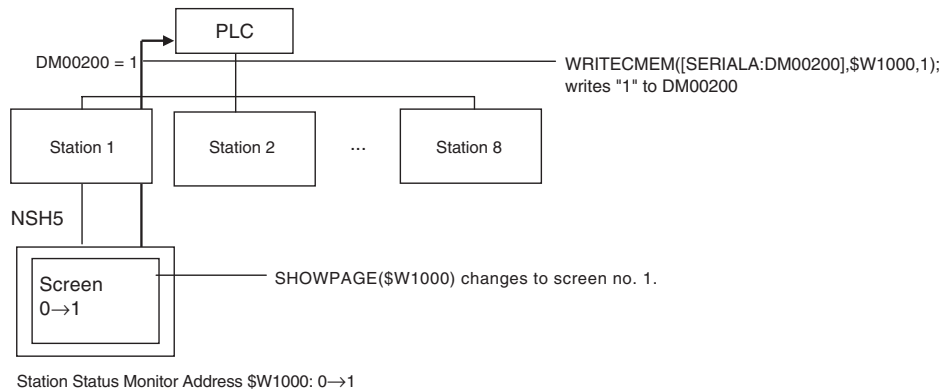 PLC
DM00200 = 1
WRITECMEM([SERIALA:DM00200],$W1000,1);
writes "1" to DM00200
Station 1
Station 2
...
Station 8
NSH5
Screen
0→1
SHOWPAGE($W1000) changes to screen no. 1.
Station Status Monitor Address $W1000: 0→1